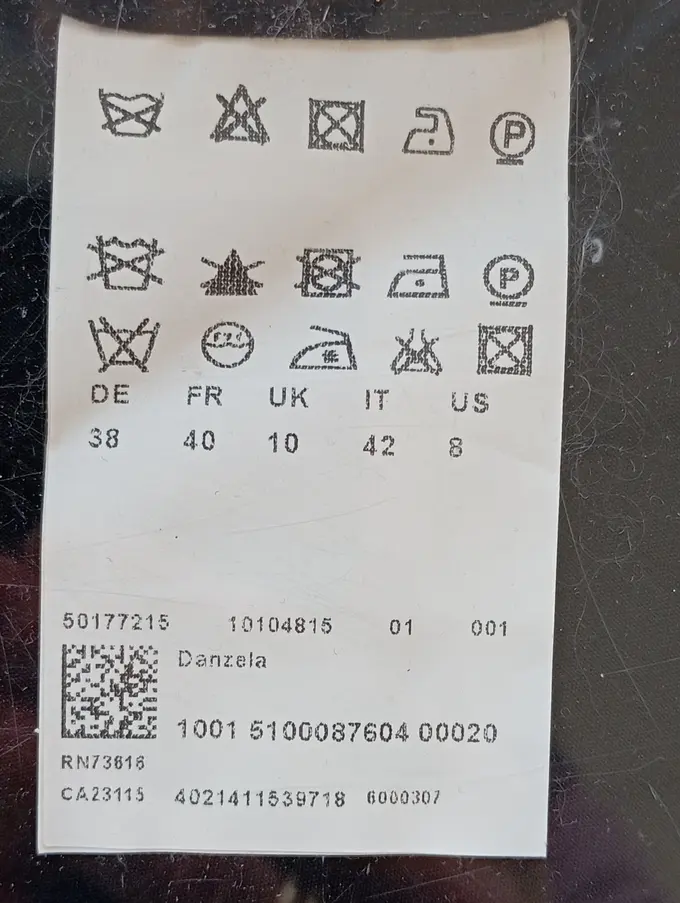 P
P
DE FR UK IT US
38 40 10 42 8
50177215 10104815 01 001
Danzela
1001 5100087604 00020
RN73616
CA23115 4021411539718 6000307